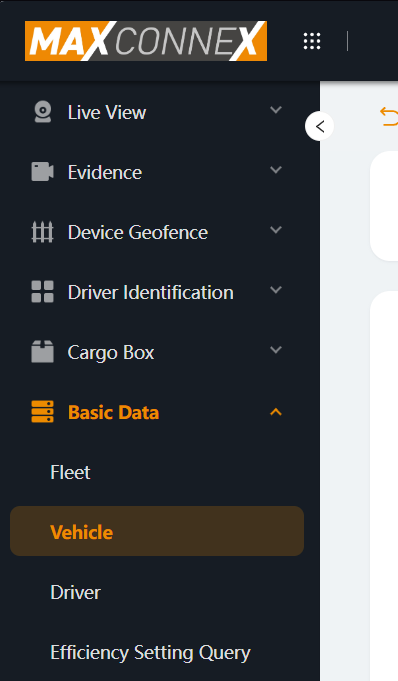 MAXCONNEX
Live View
Evidence
Device Geofence
Driver Identification
Cargo Box
Basic Data
Fleet
Vehicle
Driver
Efficiency Setting Query